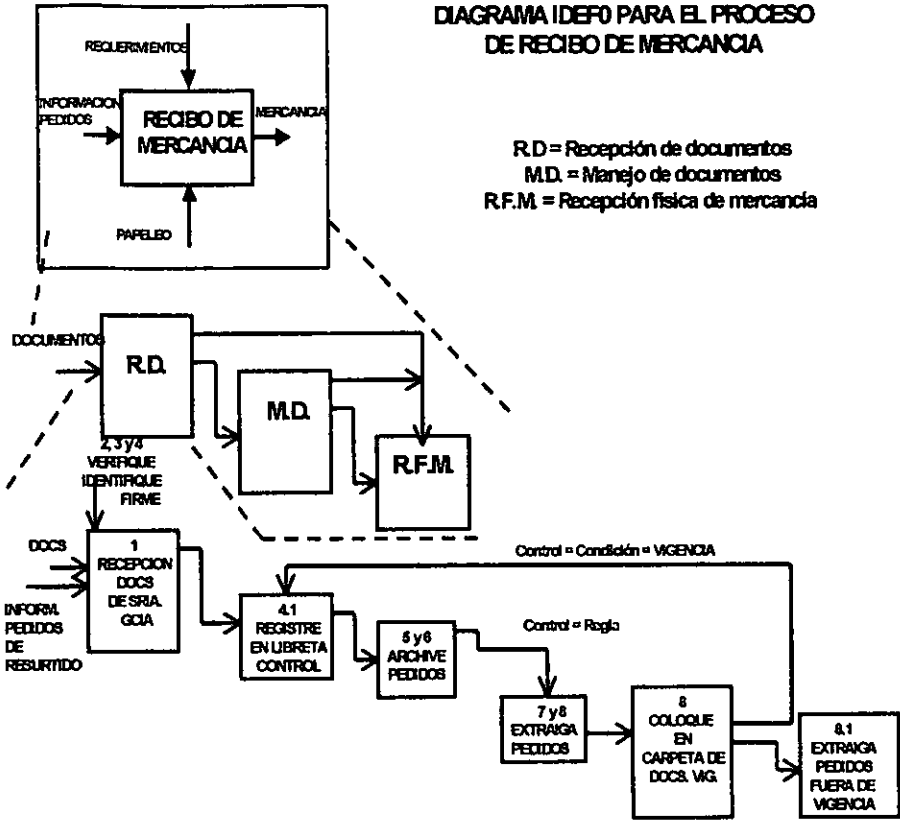 DIAGRAMA IDEF0 PARA EL PROCESO
DE RECIBO DE MERCANCIA
R.D = Recepción de documentos
M.D. = Manejo de documentos
R.F.M. = Recepción física de mercancía
REQUERIMIENTOS
INFORMACION
PEDIDOS
RECIBO DE
MERCANCIA
MERCANCIA
PAPELEO
DOCUMENTOS
R.D.
M.D.
R.F.M.
2, 3 y 4
VERIFIQUE
IDENTIFIQUE
FIRME
DOCS
INFORM.
PEDIDOS
DE
RESURTIDO
1
RECEPCION
DOCS
DE SRIA.
GCIA
Control = Condición = VIGENCIA
4.1
REGISTRE
EN LIBRETA
CONTROL
5 y 6
ARCHIVE
PEDIDOS
Control = Regla
7 y 8
EXTRAIGA
PEDIDOS
8
COLOQUE
EN
CARPETA DE
DOCS. VIG.
8.1
EXTRAIGA
PEDIDOS
FUERA DE
VIGENCIA